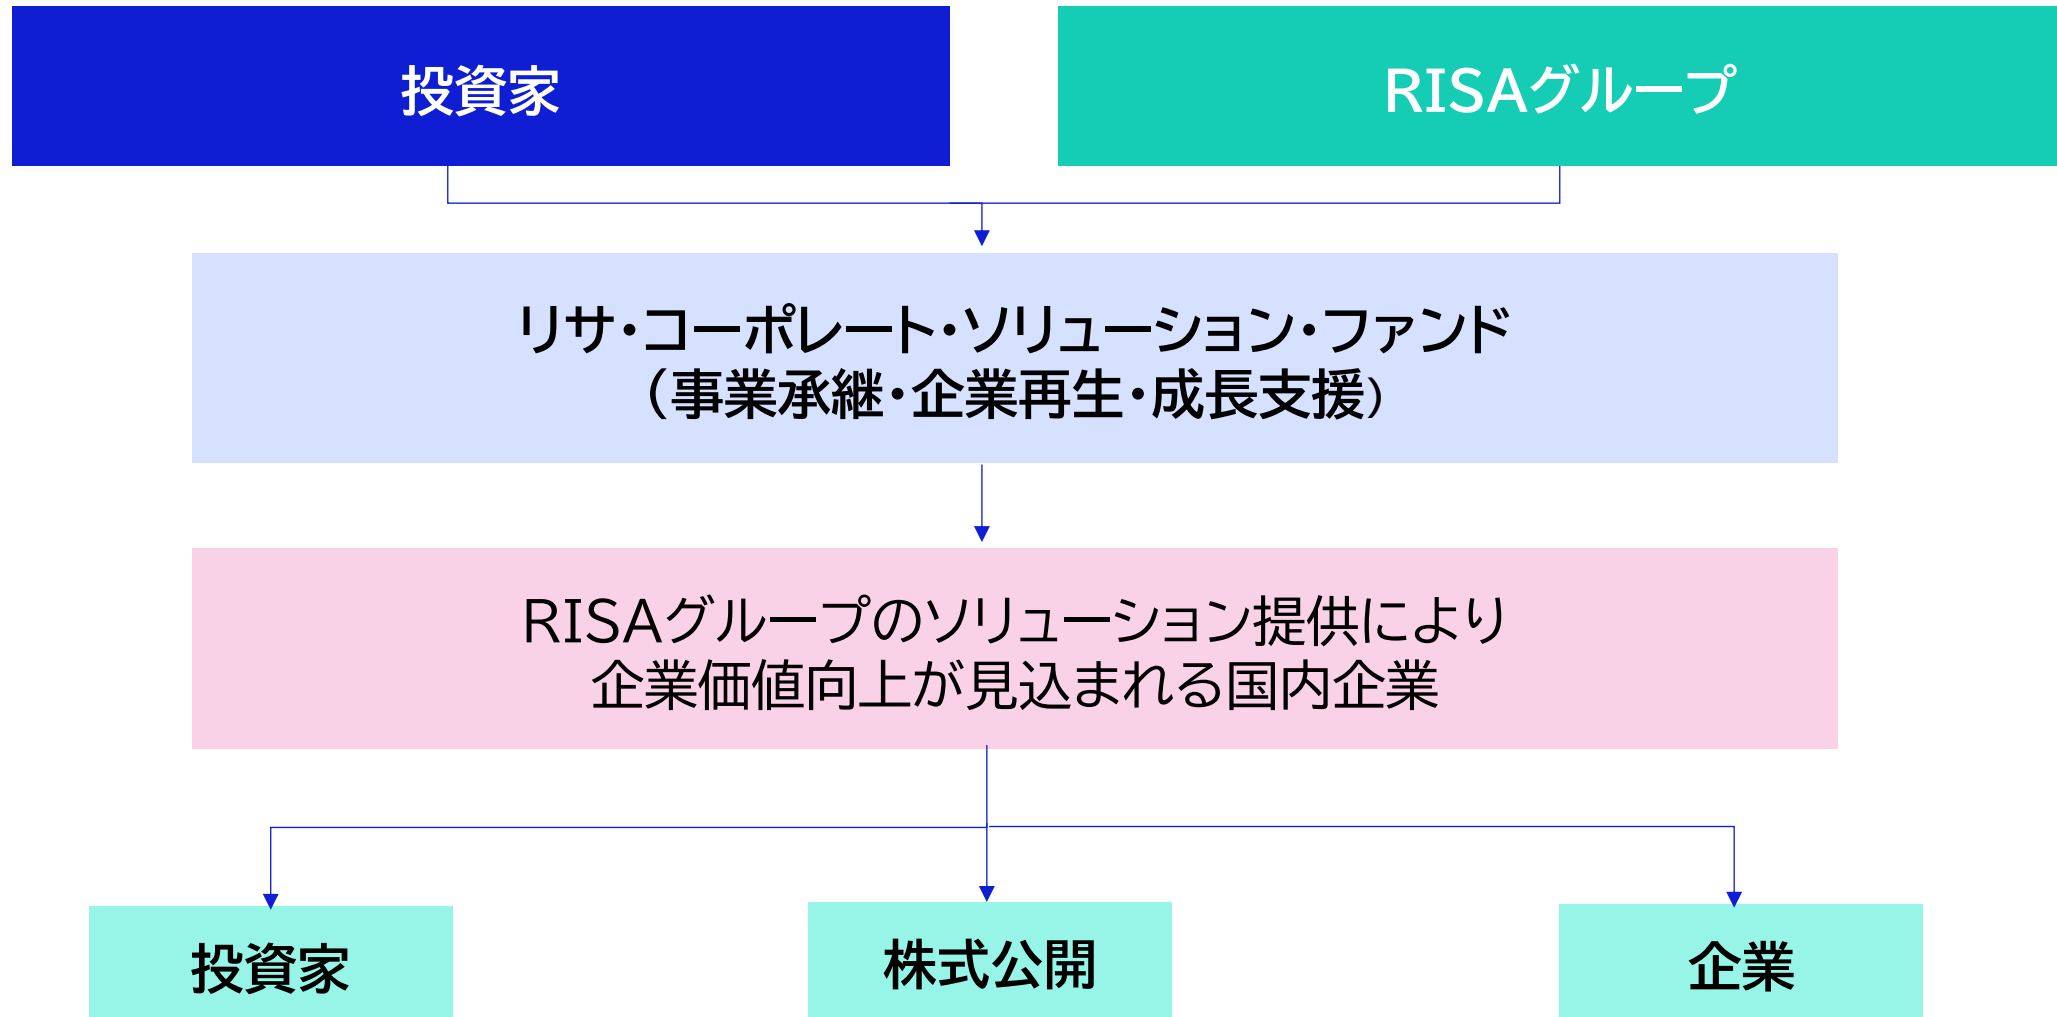 投資家
RISAグループ
リサ・コーポレート・ソリューション・ファンド
（事業承継・企業再生・成長支援）
RISAグループのソリューション提供により
企業価値向上が見込まれる国内企業
投資家
株式公開
企業